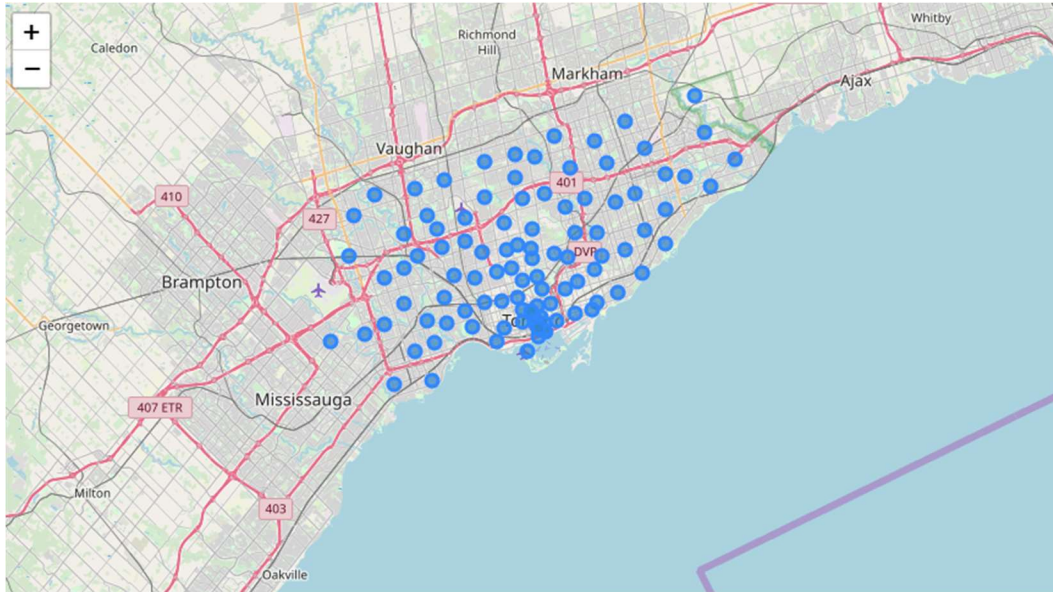 +
−
Caledon
Richmond
Hill
Whitby
Markham
Ajax
Vaughan
401
410
427
DVP
Brampton
Georgetown
Mississauga
407 ETR
Milton
403
Oakville